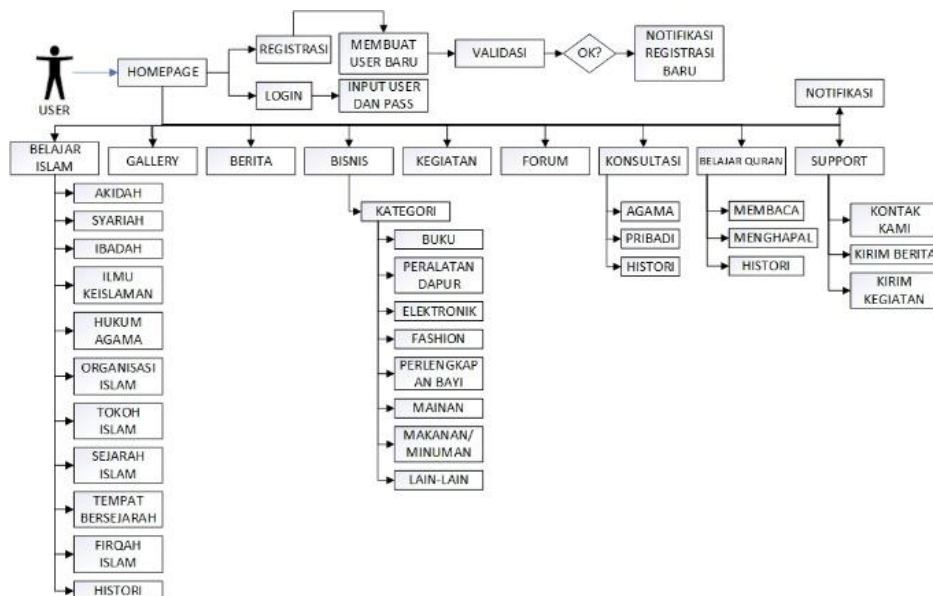 REGISTRASI
MEMBUAT
USER BARU
VALIDASI
OK?
NOTIFIKASI
REGISTRASI
BARU
HOMEPAGE
LOGIN
INPUT USER
DAN PASS
USER
NOTIFIKASI
BELAJAR
ISLAM
GALLERY
BERITA
BISNIS
KEGIATAN
FORUM
KONSULTASI
BELAJAR QURAN
SUPPORT
AKIDAH
SYARIAH
IBADAH
ILMU
KEISLAMAN
HUKUM
AGAMA
ORGANISASI
ISLAM
TOKOH
ISLAM
SEJARAH
ISLAM
TEMPAT
BERSEJARAH
FIRQAH
ISLAM
HISTORI
KATEGORI
BUKU
PERALATAN
DAPUR
ELEKTRONIK
FASHION
PERLENGKAP
AN BAYI
MAINAN
MAKANAN/
MINUMAN
LAIN-LAIN
AGAMA
PRIBADI
HISTORI
MEMBACA
MENGHAPAL
HISTORI
KONTAK
KAMI
KIRIM BERITA
KIRIM
KEGIATAN